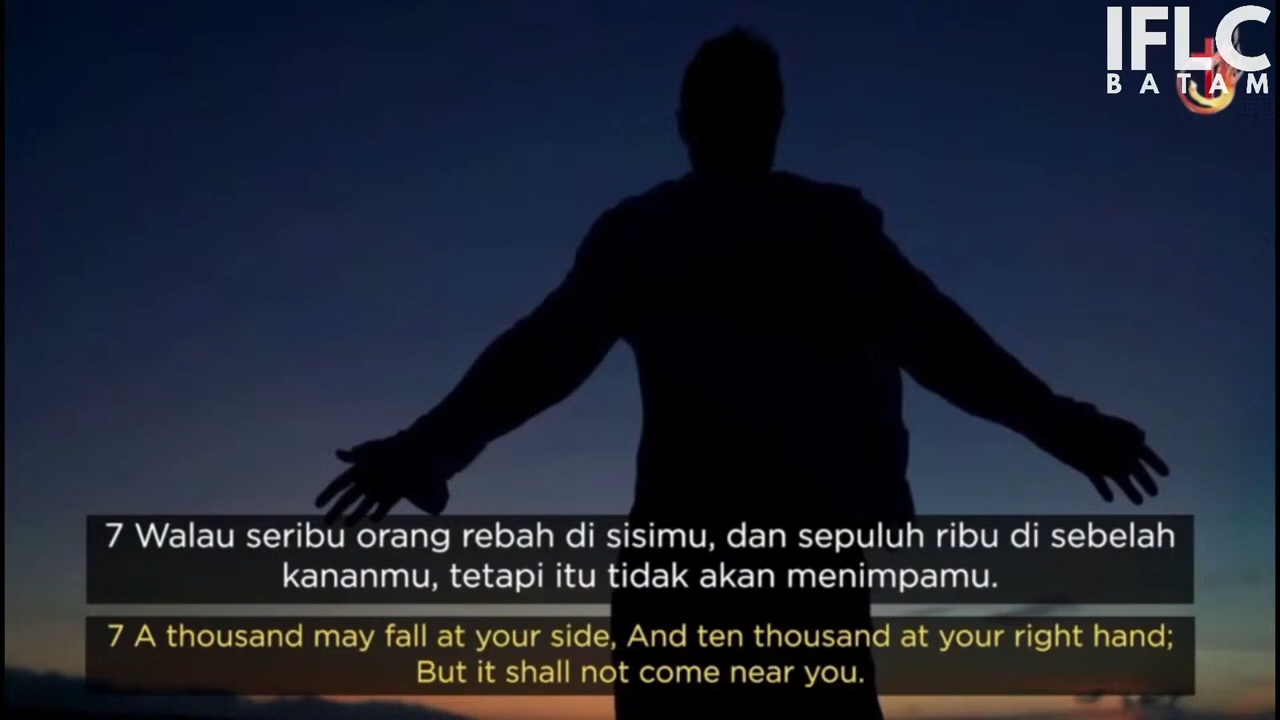 IFLC
BATAM
7 Walau seribu orang rebah di sisimu, dan sepuluh ribu di sebelah
kananmu, tetapi itu tidak akan menimpamu.
7 A thousand may fall at your side, And ten thousand at your right hand;
But it shall not come near you.